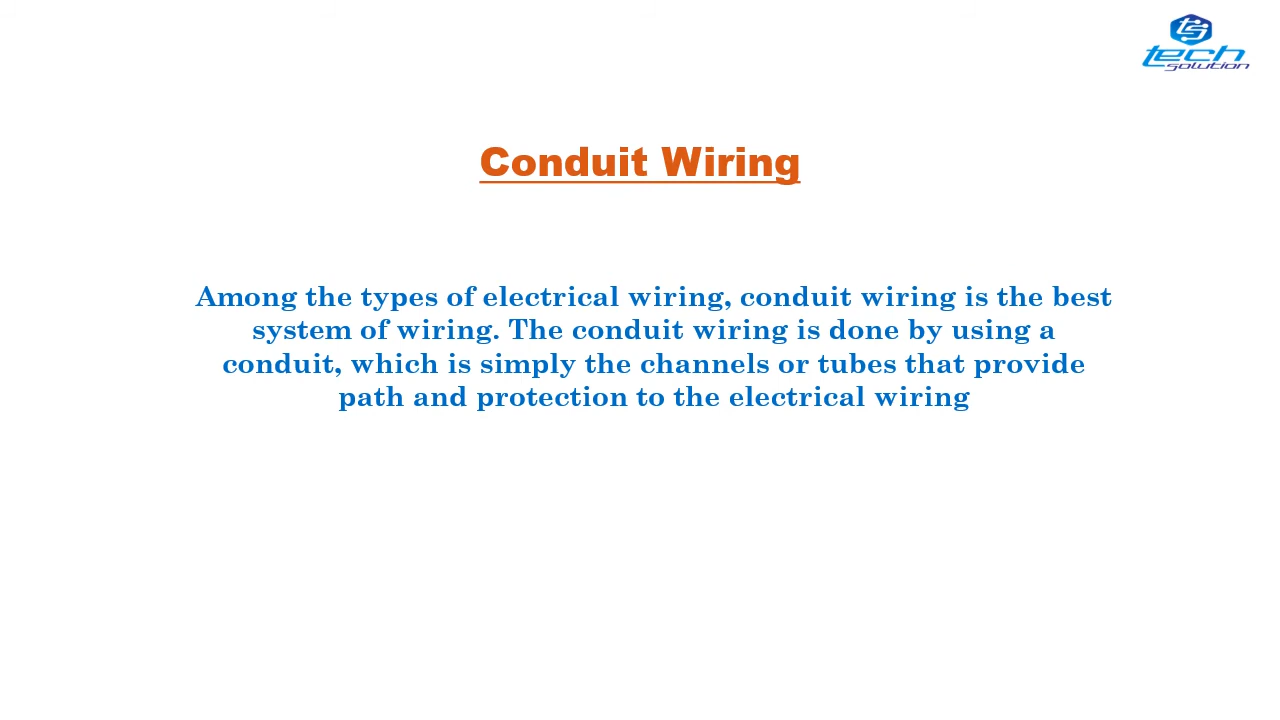 ts
tech
solution
Conduit Wiring
Among the types of electrical wiring, conduit wiring is the best
system of wiring. The conduit wiring is done by using a
conduit, which is simply the channels or tubes that provide
path and protection to the electrical wiring